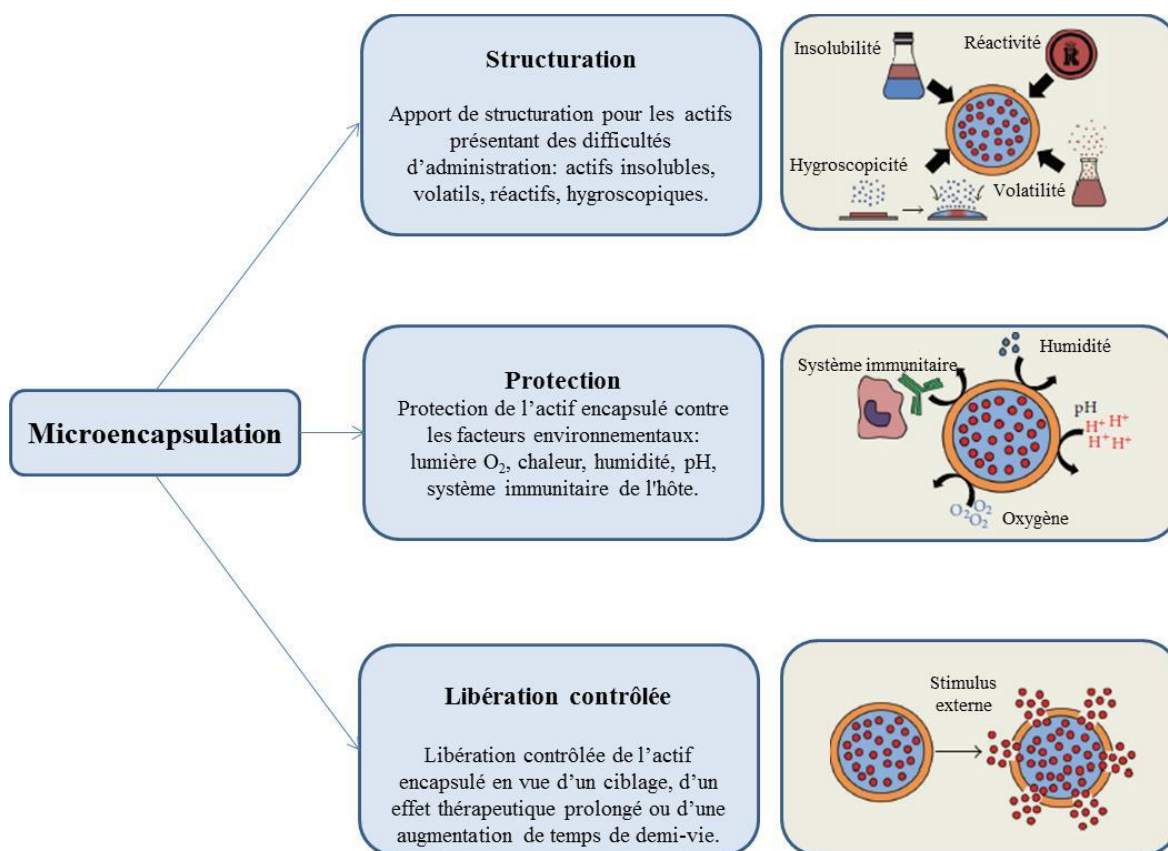 Microencapsulation
Structuration
Apport de structuration pour les actifs
présentant des difficultés
d’administration: actifs insolubles,
volatils, réactifs, hygroscopiques.
Insolubilité
Réactivité
R
Hygroscopicité
Volatilité
Protection
Protection de l’actif encapsulé contre
les facteurs environnementaux:
lumière O₂, chaleur, humidité, pH,
système immunitaire de l'hôte.
Système immunitaire
Humidité
pH
H⁺ H⁺
H⁺ H⁺
O₂ O₂
O₂
Oxygène
Libération contrôlée
Libération contrôlée de l’actif
encapsulé en vue d’un ciblage, d’un
effet thérapeutique prolongé ou d’une
augmentation de temps de demi-vie.
Stimulus
externe